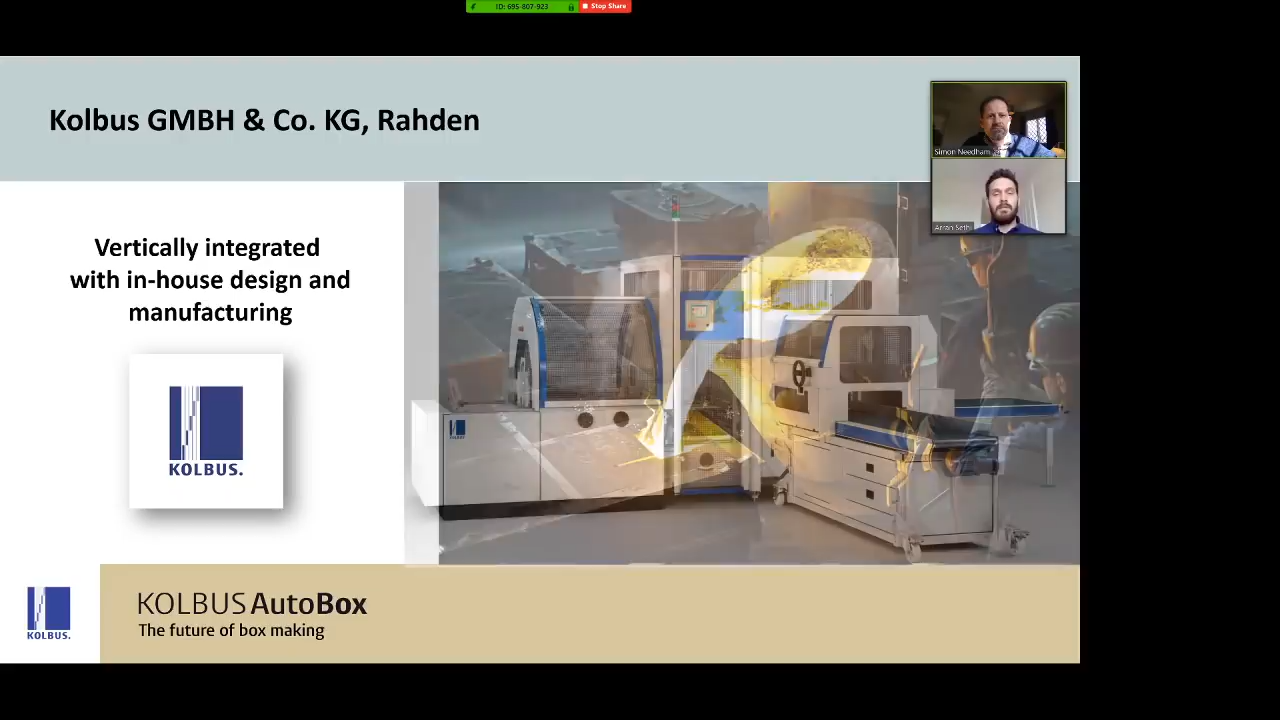 ID: 695-807-923
Stop Share
Kolbus GMBH & Co. KG, Rahden
Simon Needham
Arran Sethi
Vertically integrated
with in-house design and
manufacturing
KOLBUS.
KOLBUS.
KOLBUS AutoBox
The future of box making